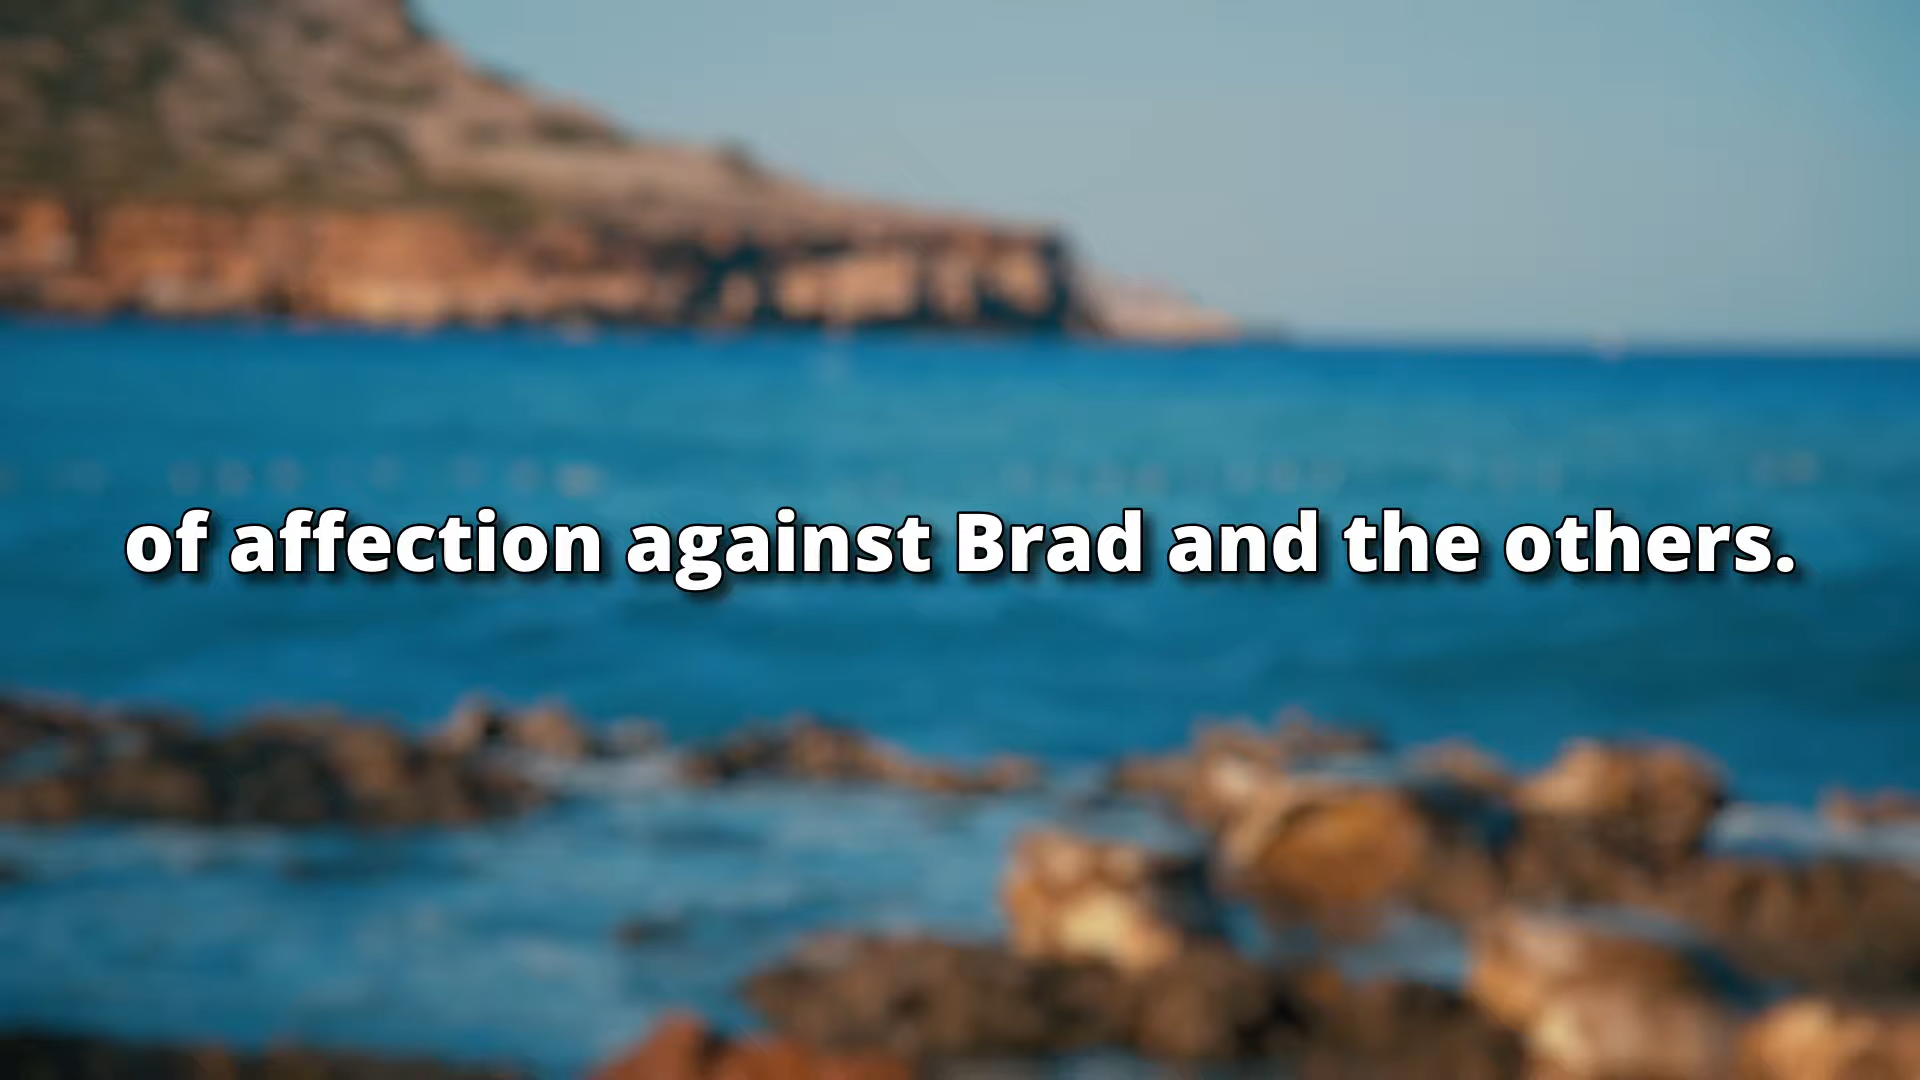 of affection against Brad and the others.